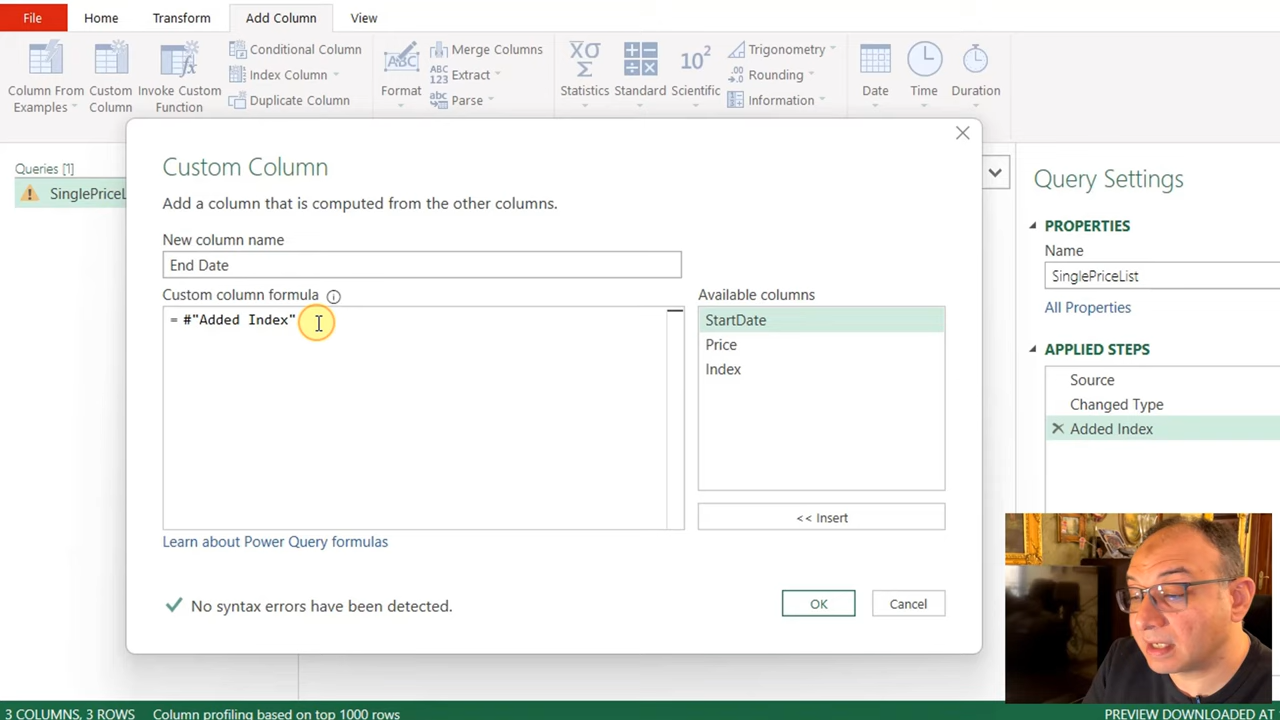 File Home Transform Add Column View
Column From Examples
Custom Column
Invoke Custom Function
Conditional Column
Index Column
Duplicate Column
Format
Merge Columns
ABC 123 Extract
abc Parse
Statistics
Standard
10² Scientific
Trigonometry
.00 Rounding
Information
Date
Time
Duration
Queries [1]
SinglePriceL
Custom Column
Add a column that is computed from the other columns.
New column name
End Date
Custom column formula
= #"Added Index"
Available columns
StartDate
Price
Index
<< Insert
Learn about Power Query formulas
No syntax errors have been detected.
OK
Cancel
Query Settings
PROPERTIES
Name
SinglePriceList
All Properties
APPLIED STEPS
Source
Changed Type
Added Index
3 COLUMNS, 3 ROWS Column profiling based on top 1000 rows
PREVIEW DOWNLOADED AT